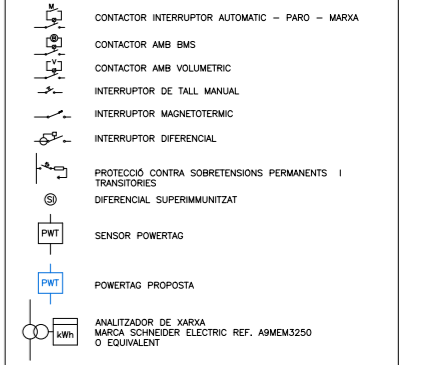 M
CONTACTOR INTERRUPTOR AUTOMATIC – PARO – MARXA
B
CONTACTOR AMB BMS
V
CONTACTOR AMB VOLUMETRIC
INTERRUPTOR DE TALL MANUAL
INTERRUPTOR MAGNETOTERMIC
INTERRUPTOR DIFERENCIAL
PROTECCIÓ CONTRA SOBRETENSIONS PERMANENTS I
TRANSITORIES
SI
DIFERENCIAL SUPERIMMUNITZAT
PWT
SENSOR POWERTAG
PWT
POWERTAG PROPOSTA
kWh
ANALITZADOR DE XARXA
MARCA SCHNEIDER ELECTRIC REF. A9MEM3250
O EQUIVALENT